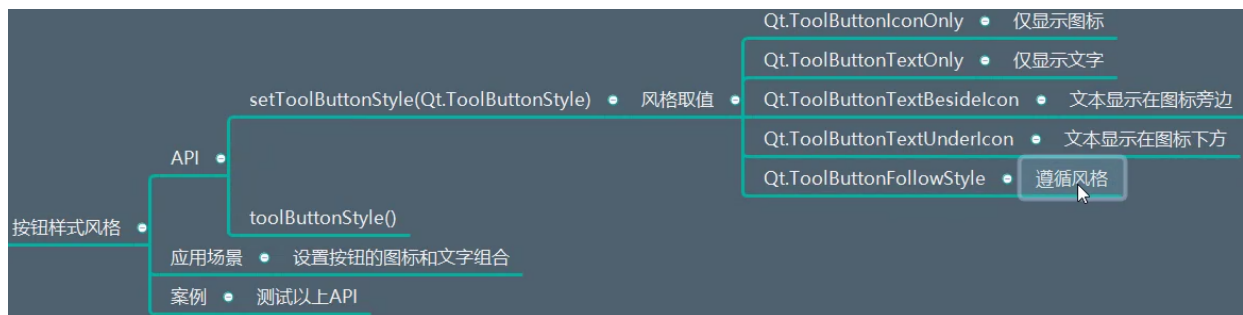 Qt.ToolButtonIconOnly 仅显示图标
Qt.ToolButtonTextOnly 仅显示文字
setToolButtonStyle(Qt.ToolButtonStyle) 风格取值 Qt.ToolButtonTextBesideIcon 文本显示在图标旁边
Qt.ToolButtonTextUnderIcon 文本显示在图标下方
API
Qt.ToolButtonFollowStyle 遵循风格
toolButtonStyle()
按钮样式风格
应用场景 设置按钮的图标和文字组合
案例 测试以上API